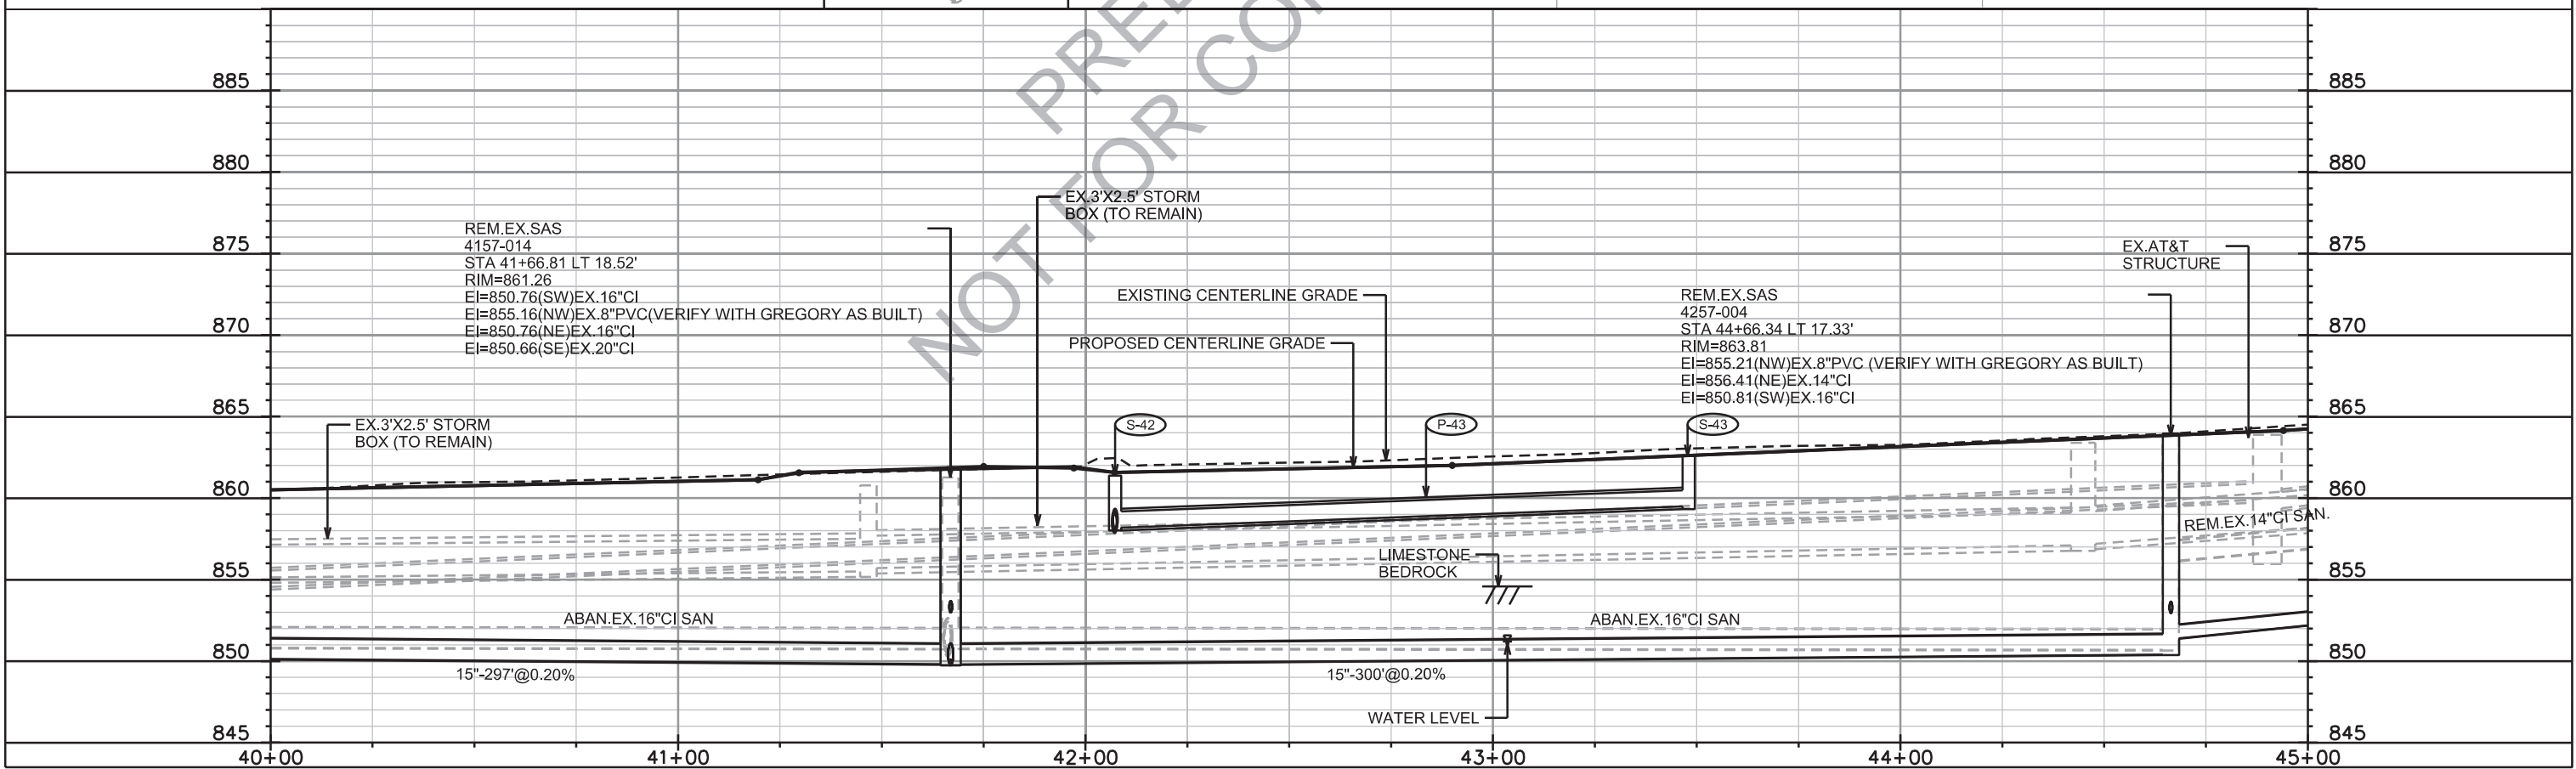 PREL
NOT FOR CO
885
885
880
880
EX.3'X2.5' STORM
BOX (TO REMAIN)
REM.EX.SAS
4157-014
STA 41+66.81 LT 18.52'
RIM=861.26
EI=850.76(SW)EX.16"CI
EI=855.16(NW)EX.8"PVC(VERIFY WITH GREGORY AS BUILT)
EI=850.76(NE)EX.16"CI
EI=850.66(SE)EX.20"CI
875
875
EX.AT&T
STRUCTURE
EXISTING CENTERLINE GRADE
PROPOSED CENTERLINE GRADE
REM.EX.SAS
4257-004
STA 44+66.34 LT 17.33'
RIM=863.81
EI=855.21(NW)EX.8"PVC (VERIFY WITH GREGORY AS BUILT)
EI=856.41(NE)EX.14"CI
EI=850.81(SW)EX.16"CI
870
870
865
865
EX.3'X2.5' STORM
BOX (TO REMAIN)
S-42
P-43
S-43
860
860
REM.EX.14"CI SAN.
LIMESTONE
BEDROCK
855
855
ABAN.EX.16"CI SAN
ABAN.EX.16"CI SAN
850
850
15"-297'@0.20%
15"-300'@0.20%
WATER LEVEL
845
845
40+00
41+00
42+00
43+00
44+00
45+00